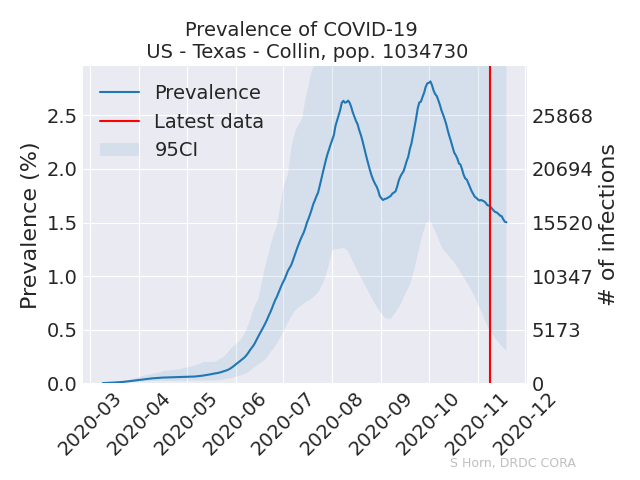 Prevalence of COVID-19
US - Texas - Collin, pop. 1034730
Prevalence
Latest data
95CI
Prevalence (%)
2.5
2.0
1.5
1.0
0.5
0.0
25868
20694
15520
10347
5173
0
# of infections
2020-03
2020-04
2020-05
2020-06
2020-07
2020-08
2020-09
2020-10
2020-11
2020-12
S Horn, DRDC CORA